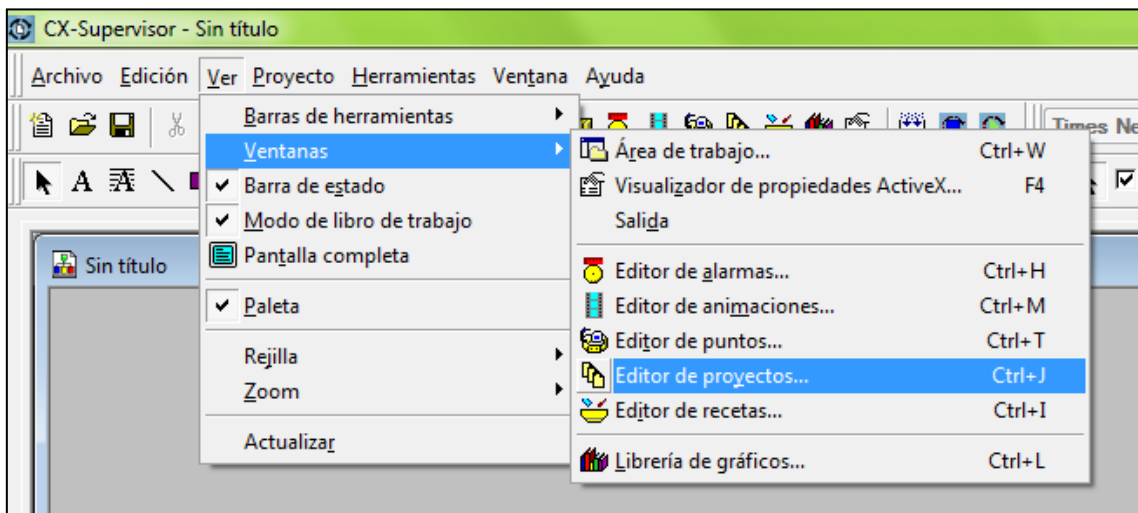 CX-Supervisor - Sin título
Archivo Edición Ver Proyecto Herramientas Ventana Ayuda
Barras de herramientas
Times Ne
Ventanas
Área de trabajo... Ctrl+W
Barra de estado
Visualizador de propiedades ActiveX... F4
Modo de libro de trabajo
Salida
Pantalla completa
Sin título
Editor de alarmas... Ctrl+H
Paleta
Editor de animaciones... Ctrl+M
Editor de puntos... Ctrl+T
Rejilla
Editor de proyectos... Ctrl+J
Zoom
Editor de recetas... Ctrl+I
Actualizar
Librería de gráficos... Ctrl+L